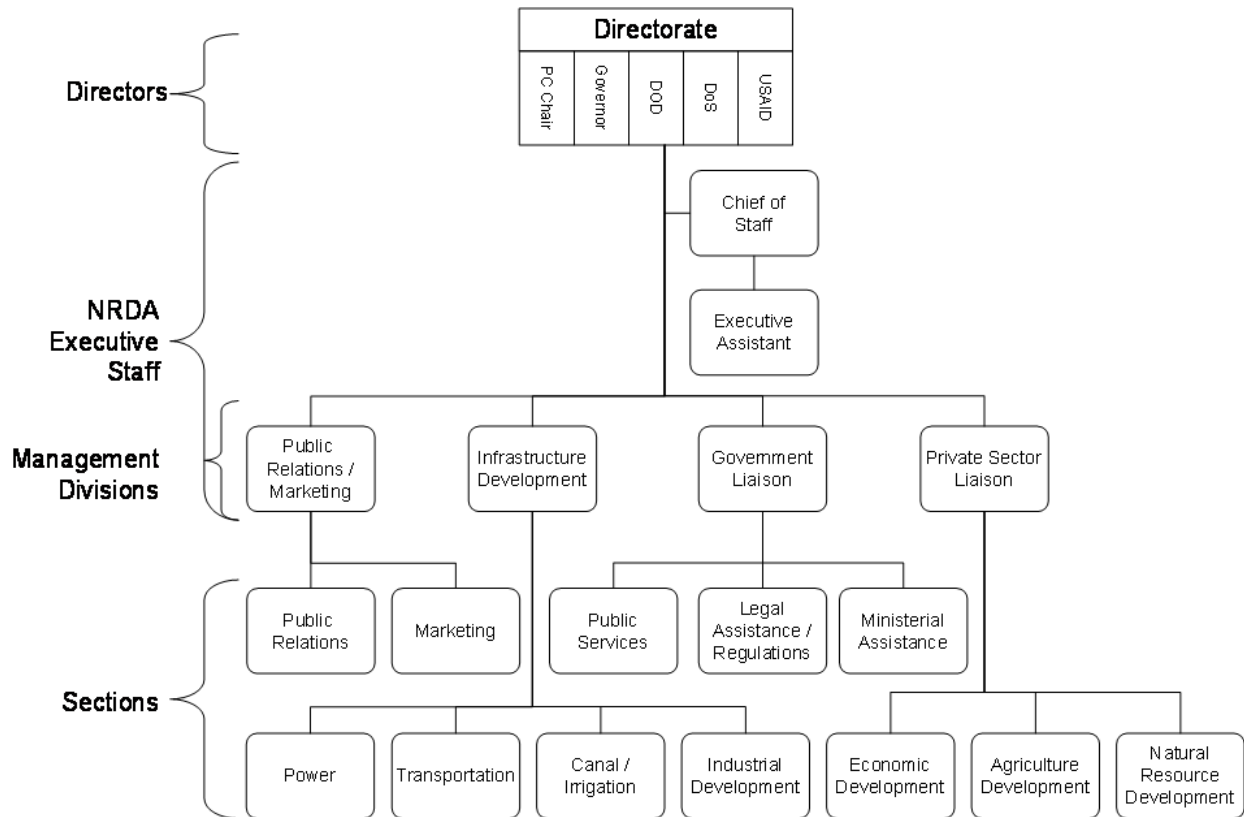 Directorate
Directors
PC Chair
Governor
DOD
DoS
USAID
Chief of
Staff
NRDA
Executive
Staff
Executive
Assistant
Management
Divisions
Public
Relations /
Marketing
Infrastructure
Development
Government
Liaison
Private Sector
Liaison
Sections
Public
Relations
Marketing
Public
Services
Legal
Assistance /
Regulations
Ministerial
Assistance
Power
Transportation
Canal /
Irrigation
Industrial
Development
Economic
Development
Agriculture
Development
Natural
Resource
Development